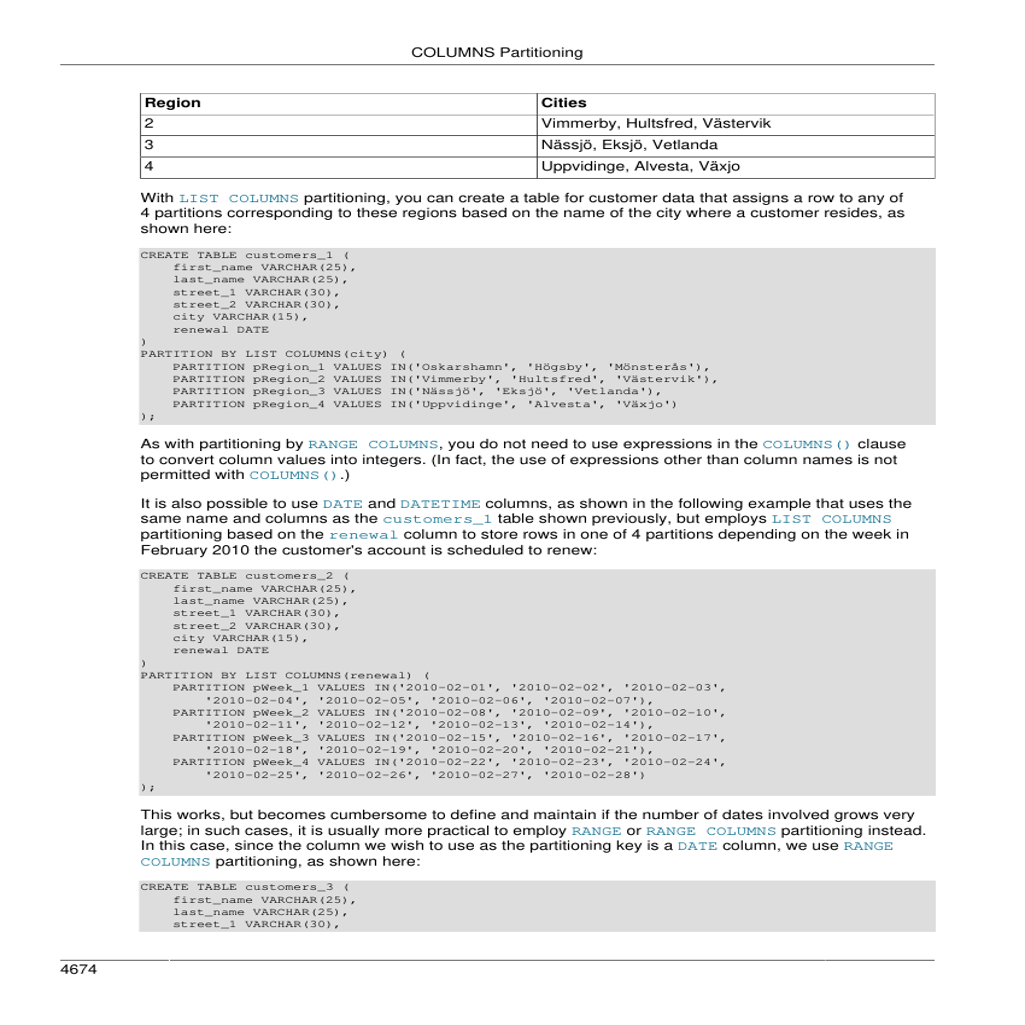 COLUMNS Partitioning
Region Cities
2 Vimmerby, Hultsfred, Västervik
3 Nässjö, Eksjö, Vetlanda
4 Uppvidinge, Alvesta, Växjo
With LIST COLUMNS partitioning, you can create a table for customer data that assigns a row to any of
4 partitions corresponding to these regions based on the name of the city where a customer resides, as
shown here:
CREATE TABLE customers_1 (
    first_name VARCHAR(25),
    last_name VARCHAR(25),
    street_1 VARCHAR(30),
    street_2 VARCHAR(30),
    city VARCHAR(15),
    renewal DATE
)
PARTITION BY LIST COLUMNS(city) (
    PARTITION pRegion_1 VALUES IN('Oskarshamn', 'Högsby', 'Mönsterås'),
    PARTITION pRegion_2 VALUES IN('Vimmerby', 'Hultsfred', 'Västervik'),
    PARTITION pRegion_3 VALUES IN('Nässjö', 'Eksjö', 'Vetlanda'),
    PARTITION pRegion_4 VALUES IN('Uppvidinge', 'Alvesta', 'Växjo')
);
As with partitioning by RANGE COLUMNS, you do not need to use expressions in the COLUMNS() clause
to convert column values into integers. (In fact, the use of expressions other than column names is not
permitted with COLUMNS().)
It is also possible to use DATE and DATETIME columns, as shown in the following example that uses the
same name and columns as the customers_1 table shown previously, but employs LIST COLUMNS
partitioning based on the renewal column to store rows in one of 4 partitions depending on the week in
February 2010 the customer's account is scheduled to renew:
CREATE TABLE customers_2 (
    first_name VARCHAR(25),
    last_name VARCHAR(25),
    street_1 VARCHAR(30),
    street_2 VARCHAR(30),
    city VARCHAR(15),
    renewal DATE
)
PARTITION BY LIST COLUMNS(renewal) (
    PARTITION pWeek_1 VALUES IN('2010-02-01', '2010-02-02', '2010-02-03',
        '2010-02-04', '2010-02-05', '2010-02-06', '2010-02-07'),
    PARTITION pWeek_2 VALUES IN('2010-02-08', '2010-02-09', '2010-02-10',
        '2010-02-11', '2010-02-12', '2010-02-13', '2010-02-14'),
    PARTITION pWeek_3 VALUES IN('2010-02-15', '2010-02-16', '2010-02-17',
        '2010-02-18', '2010-02-19', '2010-02-20', '2010-02-21'),
    PARTITION pWeek_4 VALUES IN('2010-02-22', '2010-02-23', '2010-02-24',
        '2010-02-25', '2010-02-26', '2010-02-27', '2010-02-28')
);
This works, but becomes cumbersome to define and maintain if the number of dates involved grows very
large; in such cases, it is usually more practical to employ RANGE or RANGE COLUMNS partitioning instead.
In this case, since the column we wish to use as the partitioning key is a DATE column, we use RANGE
COLUMNS partitioning, as shown here:
CREATE TABLE customers_3 (
    first_name VARCHAR(25),
    last_name VARCHAR(25),
    street_1 VARCHAR(30),
4674